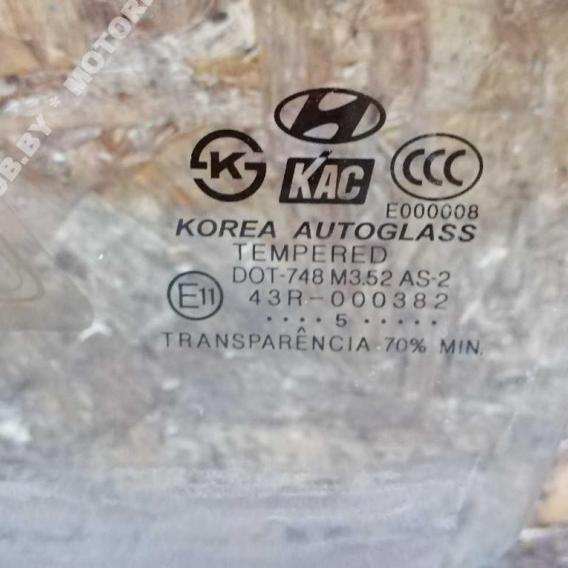 KAC
CCC
E000008
KOREA AUTOGLASS
TEMPERED
DOT-748 M3.52 AS-2
E11 43R-000382
····5·····
TRANSPARÊNCIA 70% MIN.